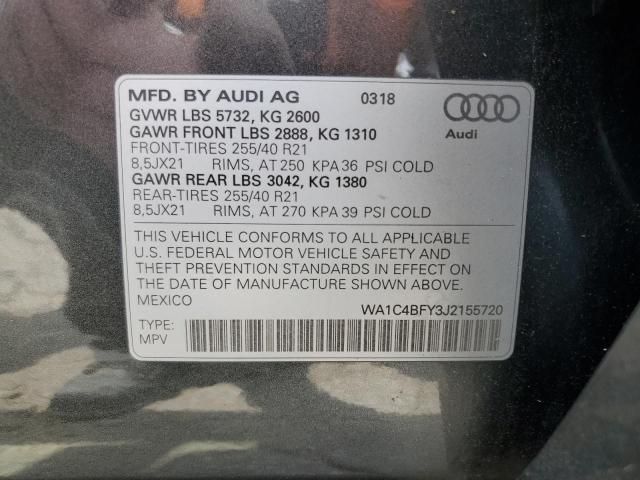 MFD. BY AUDI AG 0318
GVWR LBS 5732, KG 2600
GAWR FRONT LBS 2888, KG 1310
FRONT-TIRES 255/40 R21
8,5JX21 RIMS, AT 250 KPA 36 PSI COLD
GAWR REAR LBS 3042, KG 1380
REAR-TIRES 255/40 R21
8,5JX21 RIMS, AT 270 KPA 39 PSI COLD
Audi
THIS VEHICLE CONFORMS TO ALL APPLICABLE
U.S. FEDERAL MOTOR VEHICLE SAFETY AND
THEFT PREVENTION STANDARDS IN EFFECT ON
THE DATE OF MANUFACTURE SHOWN ABOVE.
MEXICO WA1C4BFY3J2155720
TYPE:
MPV